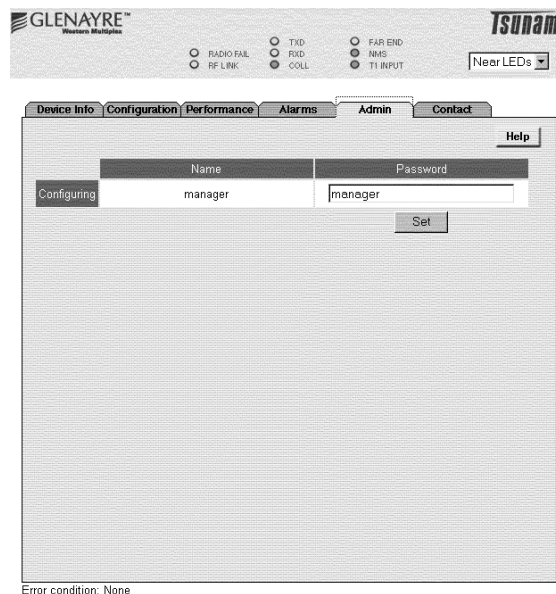 GLENAYRE™
Western Multiplex
Tsunami
RADIO FAIL
RF LINK
TXD
RXD
COLL
FAR END
NMS
T1 INPUT
Near LEDs
Device Info
Configuration
Performance
Alarms
Admin
Contact
Help
Name
Password
Configuring
manager
manager
Set
Error condition: None